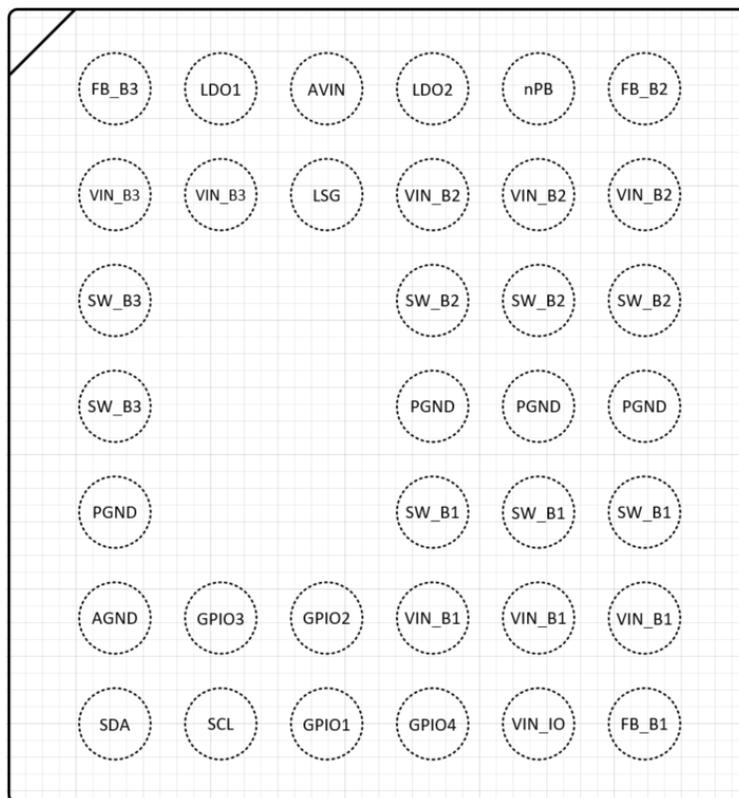 FB_B3 LDO1 AVIN LDO2 nPB FB_B2
VIN_B3 VIN_B3 LSG VIN_B2 VIN_B2 VIN_B2
SW_B3 SW_B2 SW_B2 SW_B2
SW_B3 PGND PGND PGND
PGND SW_B1 SW_B1 SW_B1
AGND GPIO3 GPIO2 VIN_B1 VIN_B1 VIN_B1
SDA SCL GPIO1 GPIO4 VIN_IO FB_B1